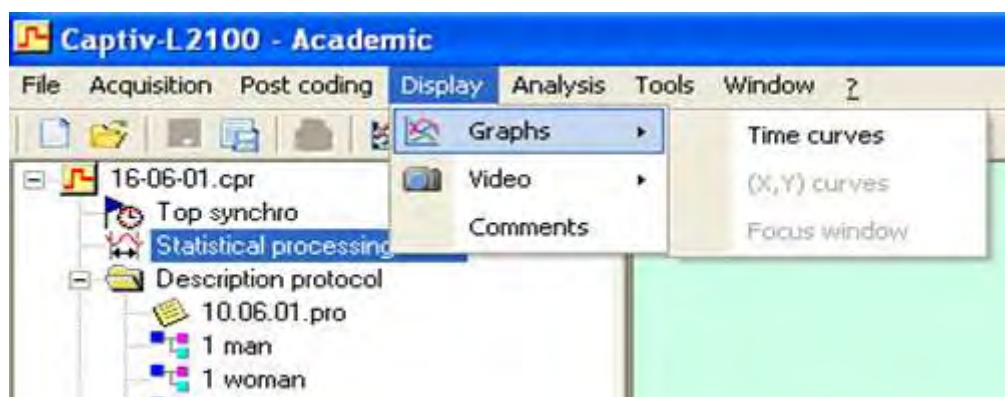 Captiv-L2100 - Academic
File Acquisition Post coding Display Analysis Tools Window ?
Graphs
Video
Comments
Time curves
(X,Y) curves
Focus window
16-06-01.cpr
Top synchro
Statistical processing
Description protocol
10.06.01.pro
1 man
1 woman